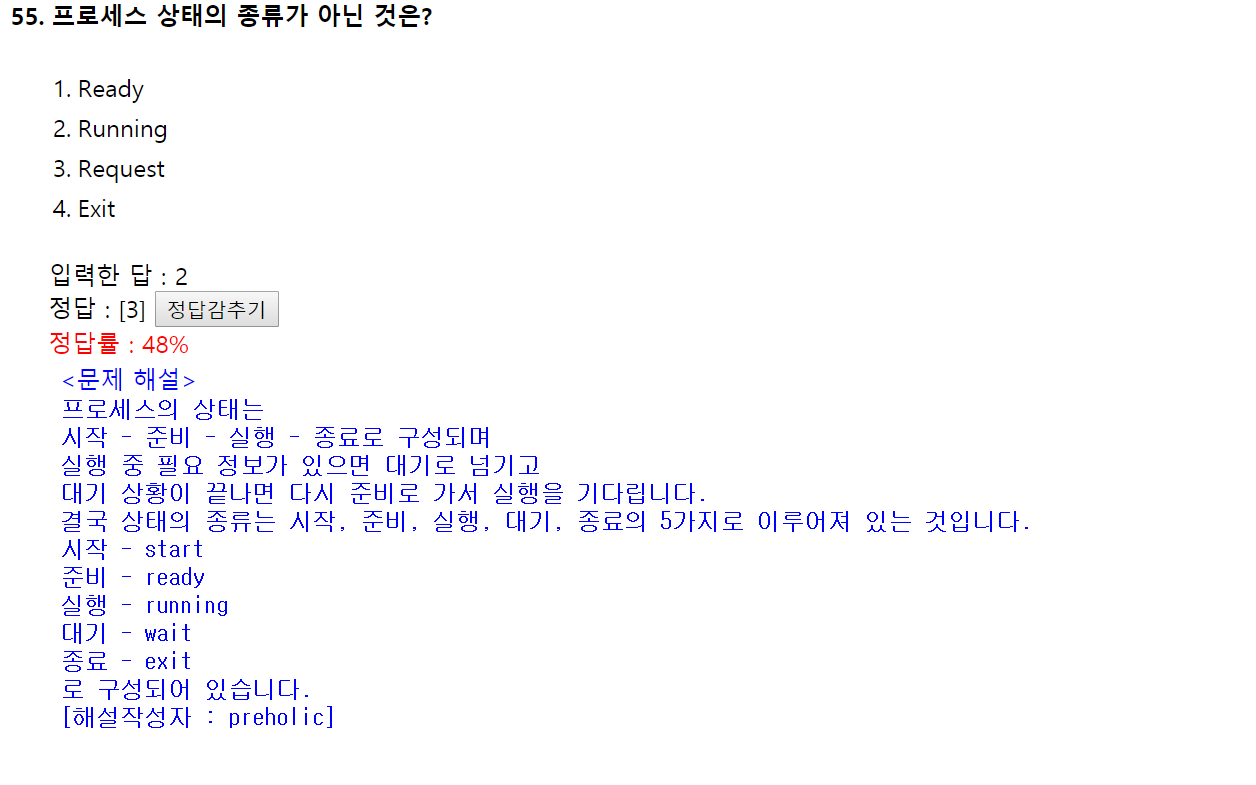 55. 프로세스 상태의 종류가 아닌 것은?
1. Ready
2. Running
3. Request
4. Exit
입력한 답 : 2
정답 : [3] 정답감추기
정답률 : 48%
<문제 해설>
프로세스의 상태는
시작 - 준비 - 실행 - 종료로 구성되며
실행 중 필요 정보가 있으면 대기로 넘기고
대기 상황이 끝나면 다시 준비로 가서 실행을 기다립니다.
결국 상태의 종류는 시작, 준비, 실행, 대기, 종료의 5가지로 이루어져 있는 것입니다.
시작 - start
준비 - ready
실행 - running
대기 - wait
종료 - exit
로 구성되어 있습니다.
[해설작성자 : preholic]